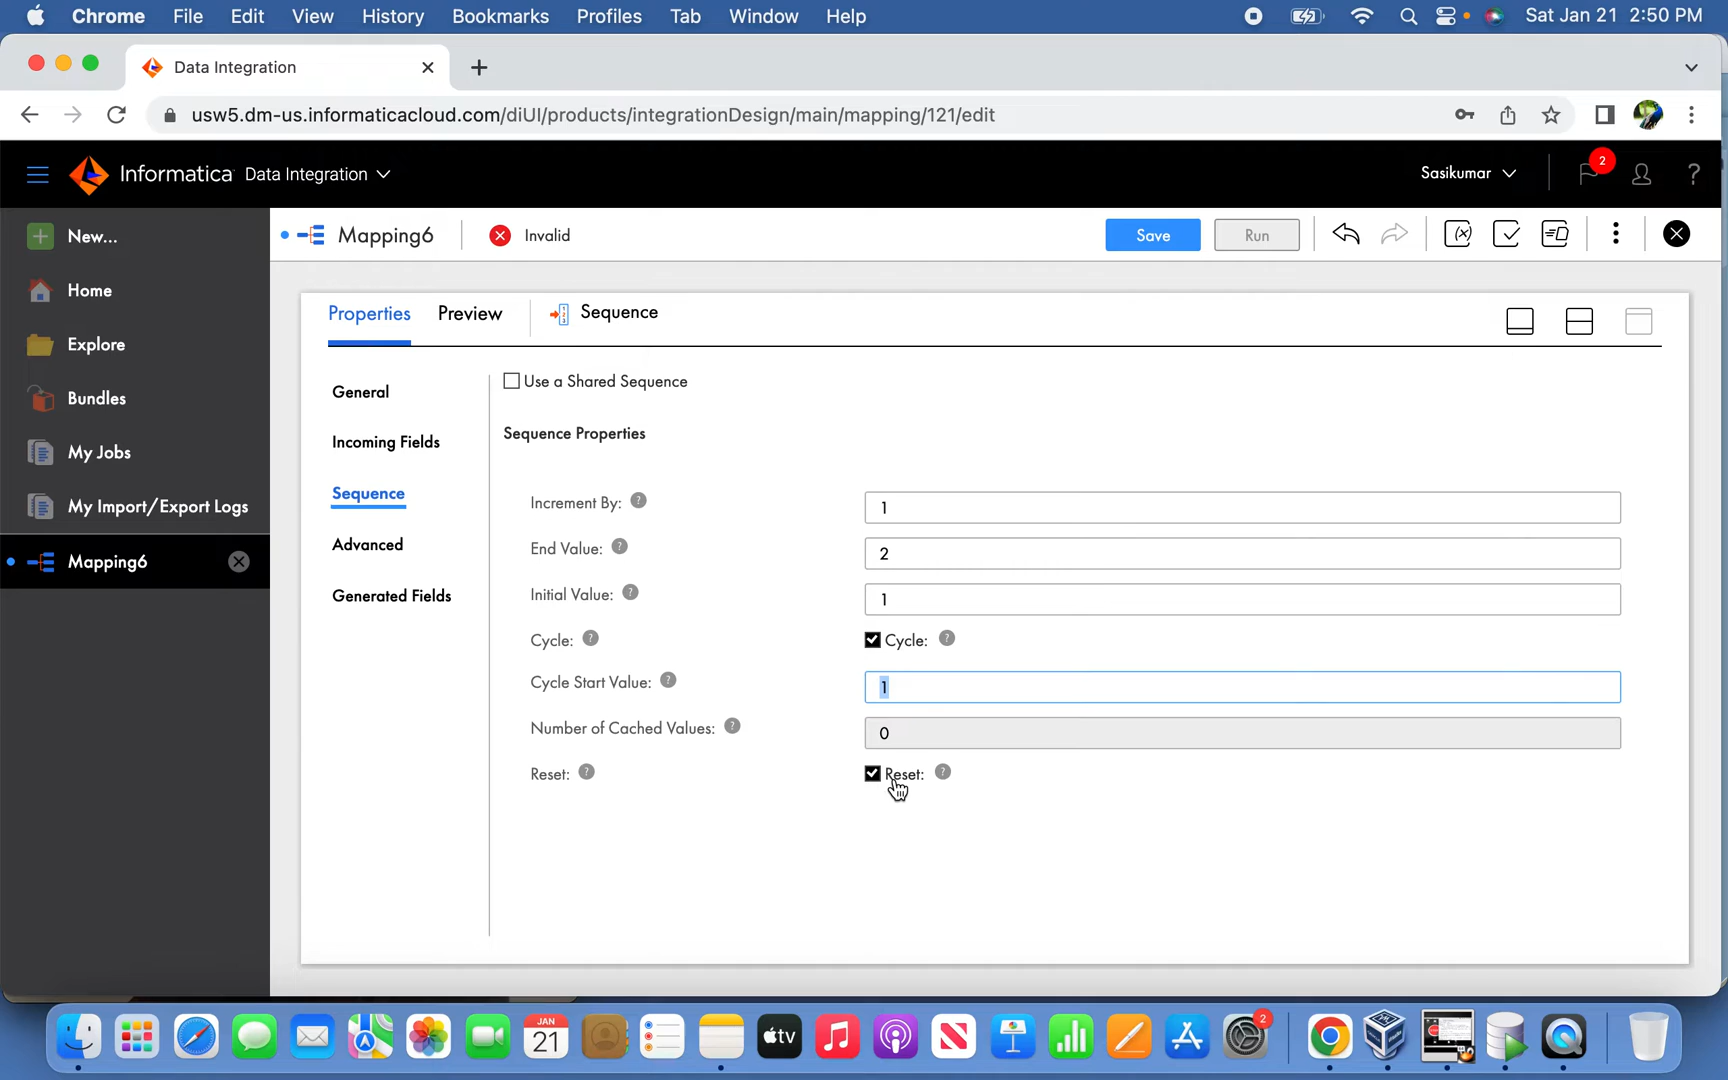 Chrome File Edit View History Bookmarks Profiles Tab Window Help Sat Jan 21 2:50 PM
Data Integration
usw5.dm-us.informaticacloud.com/diUI/products/integrationDesign/main/mapping/121/edit
Informatica Data Integration Sasikumar 2 ?
New... Mapping6 Invalid Save Run
Home
Properties Preview Sequence
Explore
General Use a Shared Sequence
Bundles
Incoming Fields Sequence Properties
My Jobs
Sequence Increment By: ? 1
My Import/Export Logs
Advanced End Value: ? 2
Mapping6
Generated Fields Initial Value: ? 1
Cycle: ? Cycle: ?
Cycle Start Value: ? 1
Number of Cached Values: ? 0
Reset: ? Reset: ?
JAN
21
tv
2